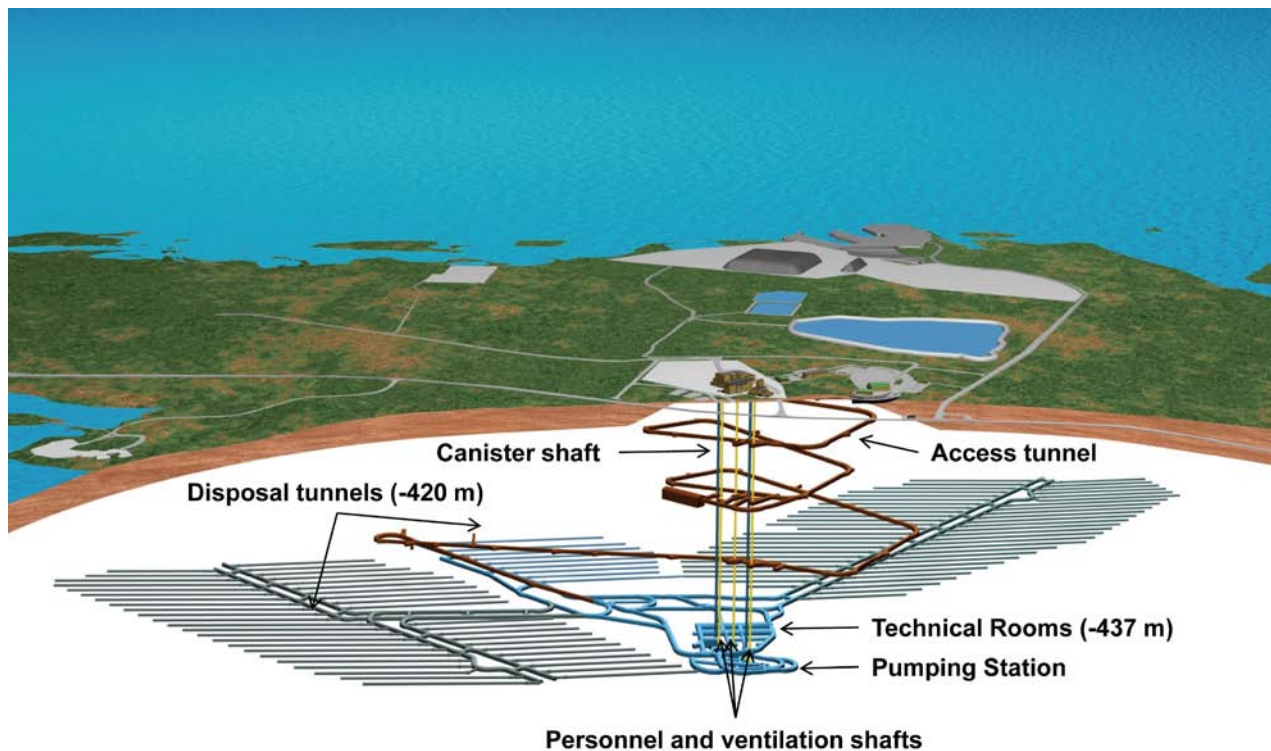 Canister shaft
Access tunnel
Disposal tunnels (-420 m)
Technical Rooms (-437 m)
Pumping Station
Personnel and ventilation shafts